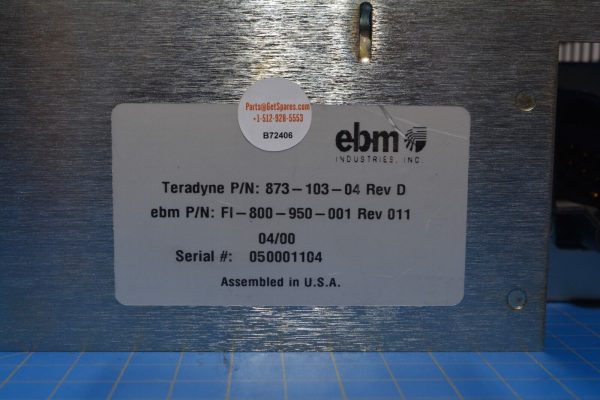 Parts@GetSpares.com
+1-512-928-5553
B72406
ebm
INDUSTRIES, INC.
Teradyne P/N: 873-103-04 Rev D
ebm P/N: FI-800-950-001 Rev 011
04/00
Serial #: 050001104
Assembled in U.S.A.